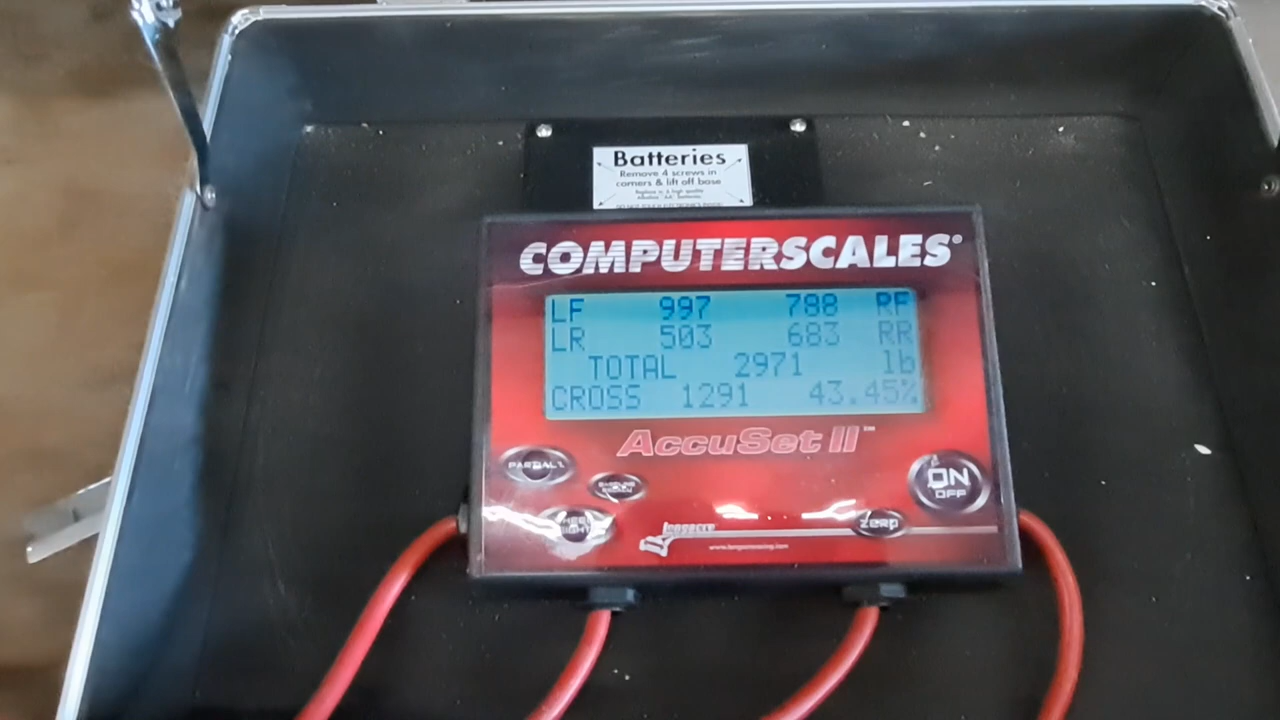 Batteries
Remove 4 screws in
corners & lift off base
COMPUTERSCALES®
LF 997 788 RF
LR 503 683 RR
TOTAL 2971 lb
CROSS 1291 43.45%
AccuSet II™
ON
OFF
ZERO